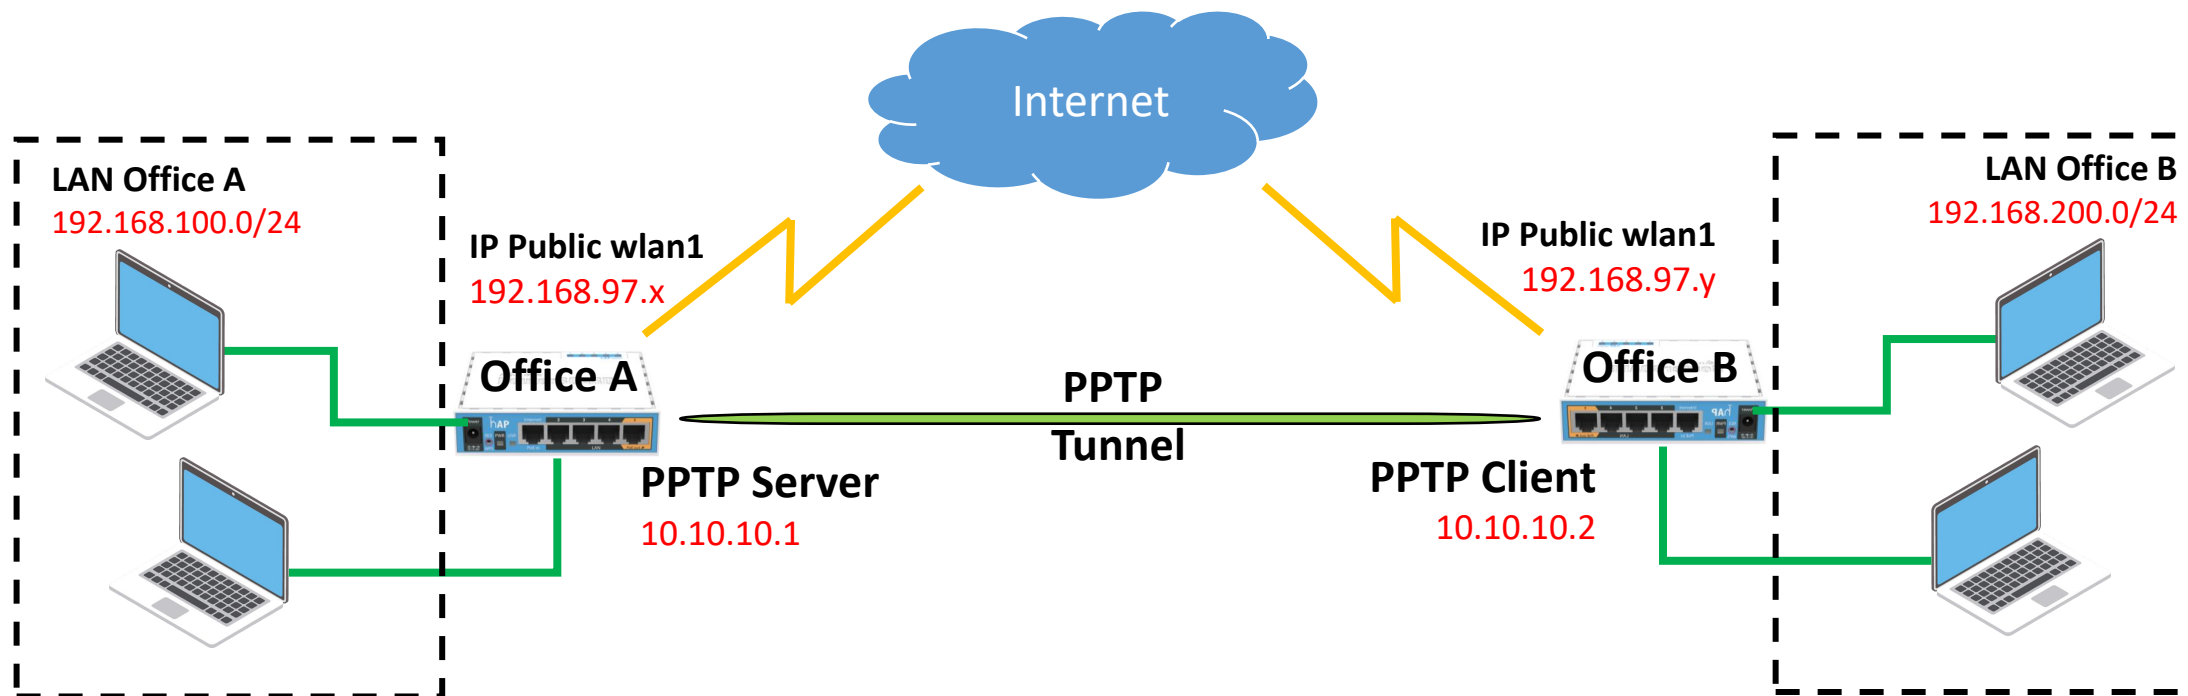 Internet
LAN Office A
192.168.100.0/24
LAN Office B
192.168.200.0/24
IP Public wlan1
192.168.97.x
IP Public wlan1
192.168.97.y
Office A
Office B
hAP
hAP
PPTP
Tunnel
PPTP Server
10.10.10.1
PPTP Client
10.10.10.2